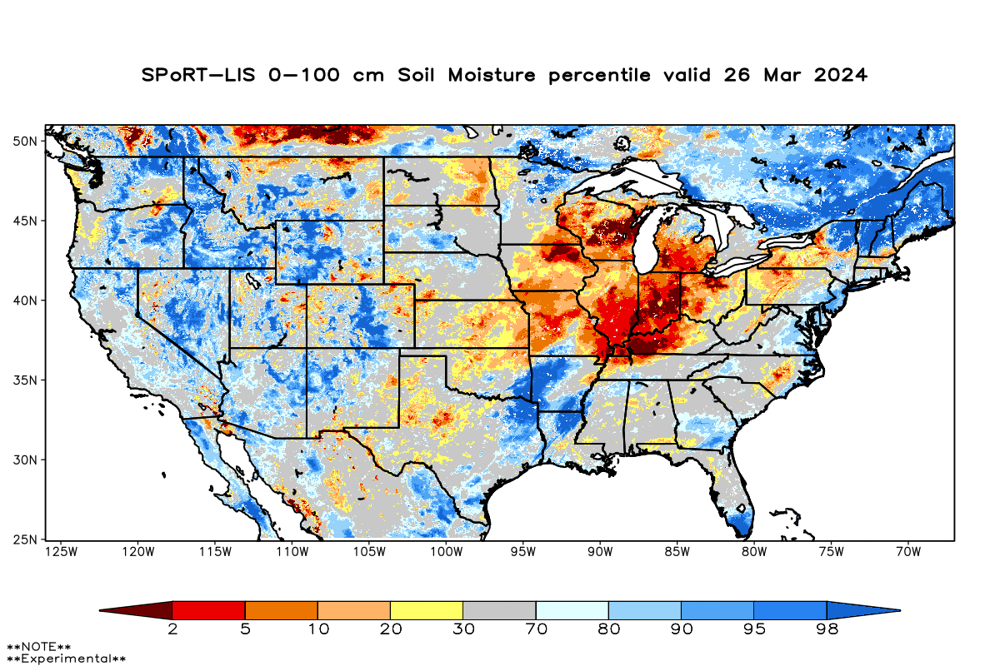 SPoRT-LIS 0-100 cm Soil Moisture percentile valid 26 Mar 2024
50N
45N
40N
35N
30N
25N
125W 120W 115W 110W 105W 100W 95W 90W 85W 80W 75W 70W
2 5 10 20 30 70 80 90 95 98
**NOTE**
**Experimental**